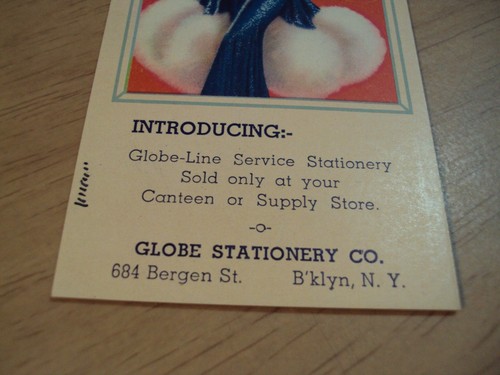 INTRODUCING:-
Globe-Line Service Stationery
Sold only at your
Canteen or Supply Store.
-o-
GLOBE STATIONERY CO.
684 Bergen St. B'klyn, N. Y.